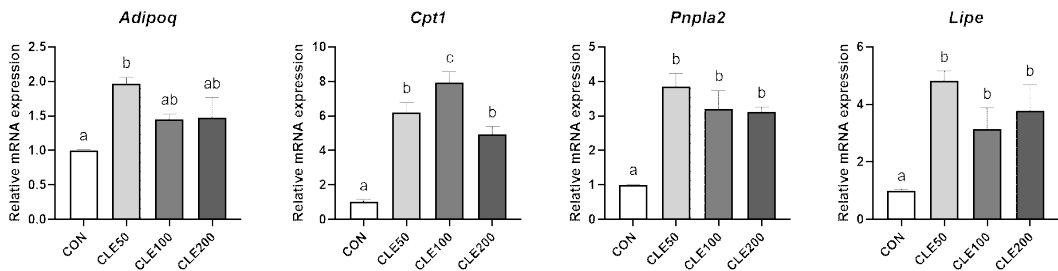 Adipoq
Relative mRNA expression
2.5
2.0
1.5
1.0
0.5
0.0
a
b
ab
ab
CON
CLE50
CLE100
CLE200
Cpt1
Relative mRNA expression
10
8
6
4
2
0
a
b
c
b
CON
CLE50
CLE100
CLE200
Pnpla2
Relative mRNA expression
5
4
3
2
1
0
a
b
b
b
CON
CLE50
CLE100
CLE200
Lipe
Relative mRNA expression
6
4
2
0
a
b
b
b
CON
CLE50
CLE100
CLE200